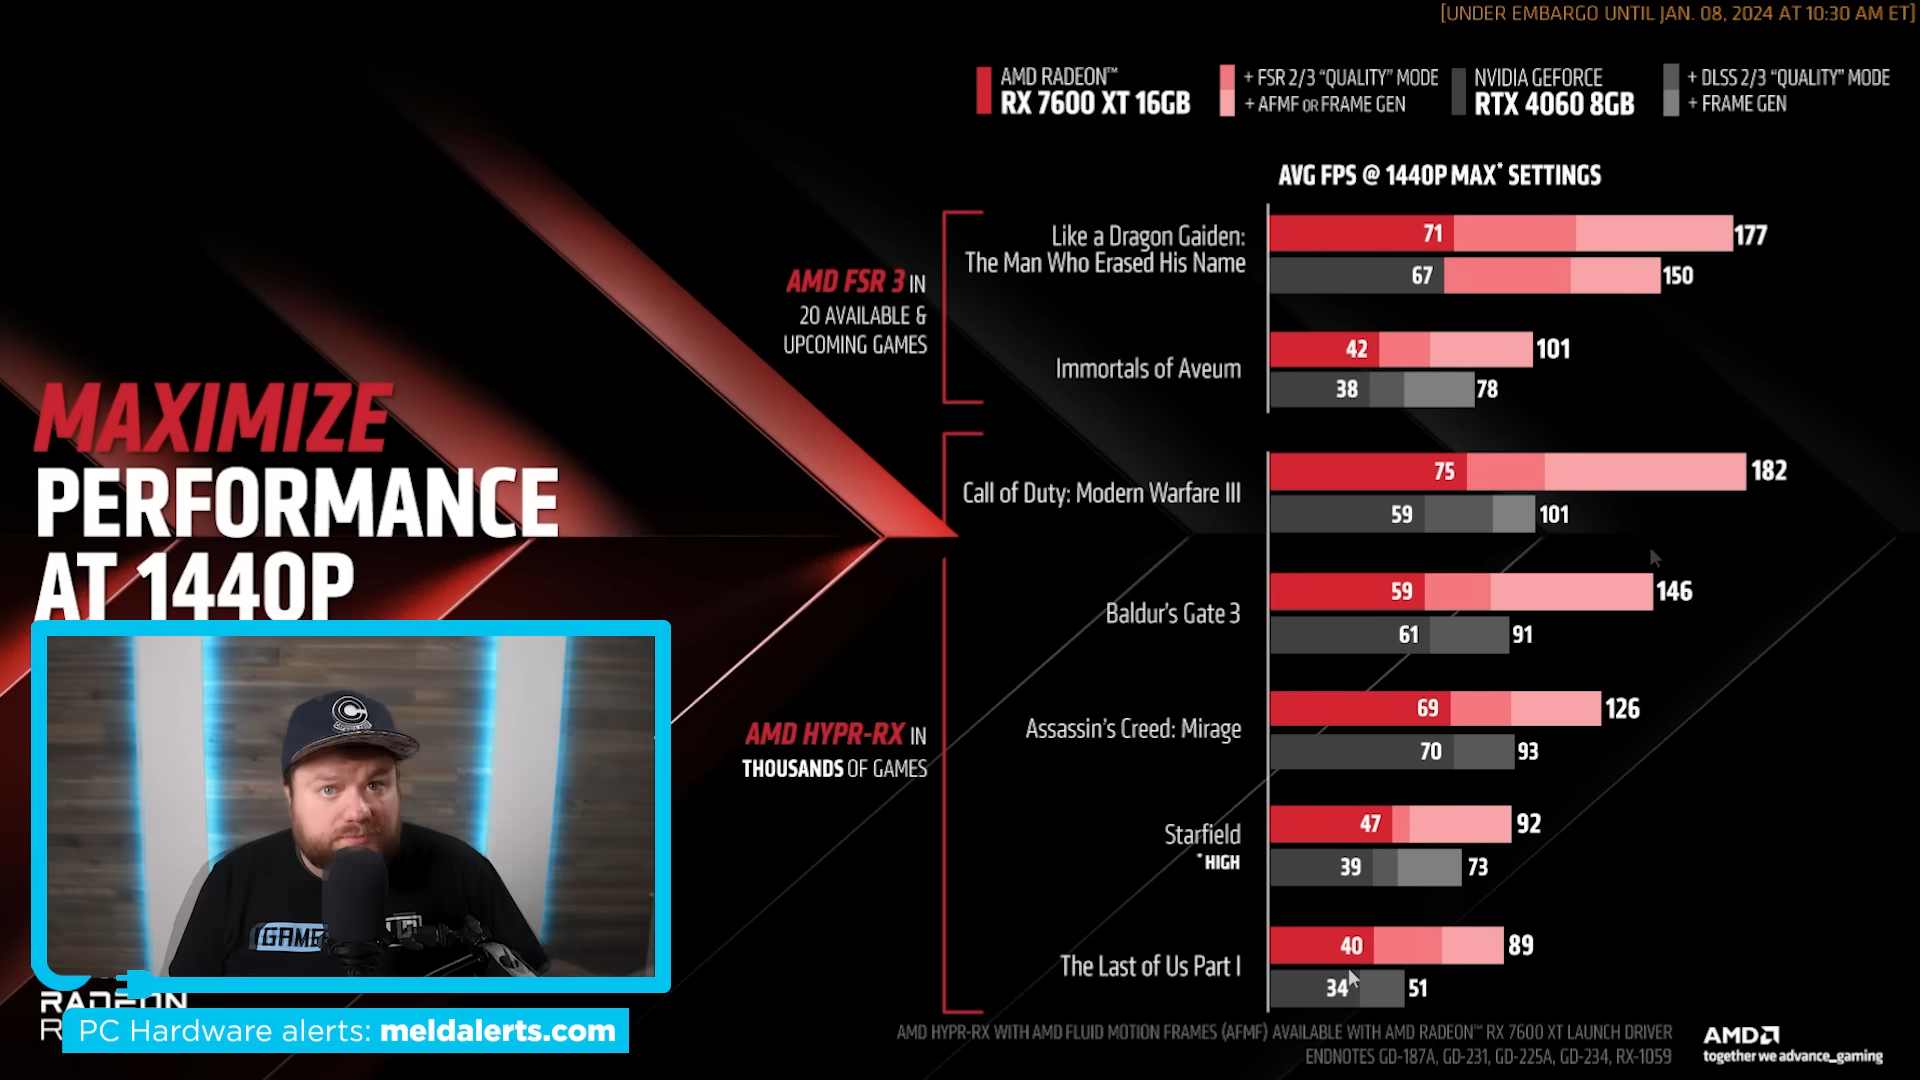 [UNDER EMBARGO UNTIL JAN. 08, 2024 AT 10:30 AM ET]
AMD RADEON™
RX 7600 XT 16GB
+ FSR 2/3 “QUALITY” MODE
+ AFMF OR FRAME GEN
NVIDIA GEFORCE
RTX 4060 8GB
+ DLSS 2/3 “QUALITY” MODE
+ FRAME GEN
AVG FPS @ 1440P MAX* SETTINGS
MAXIMIZE
PERFORMANCE
AT 1440P
AMD FSR 3 IN
20 AVAILABLE &
UPCOMING GAMES
Like a Dragon Gaiden:
The Man Who Erased His Name
71 177
67 150
Immortals of Aveum
42 101
38 78
AMD HYPR-RX IN
THOUSANDS OF GAMES
Call of Duty: Modern Warfare III
75 182
59 101
Baldur's Gate 3
59 146
61 91
Assassin's Creed: Mirage
69 126
70 93
Starfield
*HIGH
47 92
39 73
The Last of Us Part I
40 89
34 51
RADEON
PC Hardware alerts: meldalerts.com
AMD HYPR-RX WITH AMD FLUID MOTION FRAMES (AFMF) AVAILABLE WITH AMD RADEON™ RX 7600 XT LAUNCH DRIVER
ENDNOTES GD-187A, GD-231, GD-225A, GD-234, RX-1059
AMD
together we advance_gaming